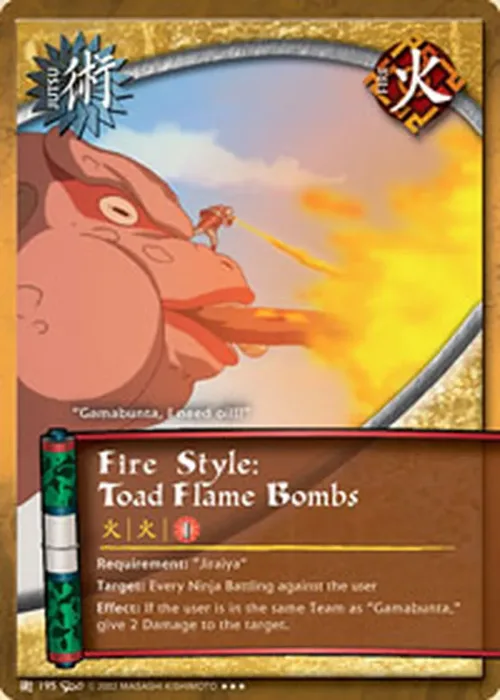 JUTSU
術
FIRE
火
"Gamabunta, I need oil!!"
Fire Style:
Toad Flame Bombs
火|火|1
Requirement: "Jiraiya"
Target: Every Ninja Battling against the user
Effect: If the user is in the same Team as "Gamabunta,"
give 2 Damage to the target.
195 © 2002 MASASHI KISHIMOTO ★★★